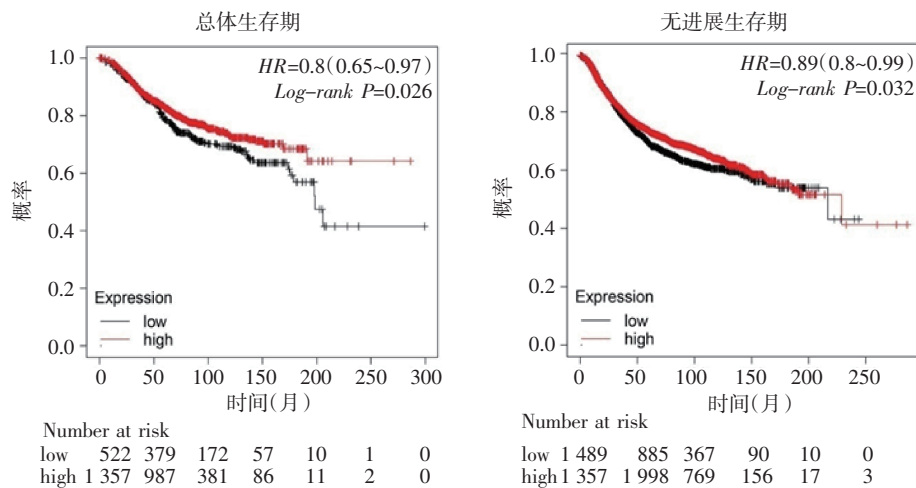 总体生存期
HR=0.8(0.65~0.97)
Log-rank P=0.026
概率
1.0
0.8
0.6
0.4
0.2
0.0
Expression
low
high
0 50 100 150 200 250 300
时间(月)
Number at risk
low 522 379 172 57 10 1 0
high 1 357 987 381 86 11 2 0
无进展生存期
HR=0.89(0.8~0.99)
Log-rank P=0.032
概率
1.0
0.8
0.6
0.4
0.2
0.0
Expression
low
high
0 50 100 150 200 250
时间(月)
Number at risk
low 1 489 885 367 90 10 0
high 1 357 1 998 769 156 17 3